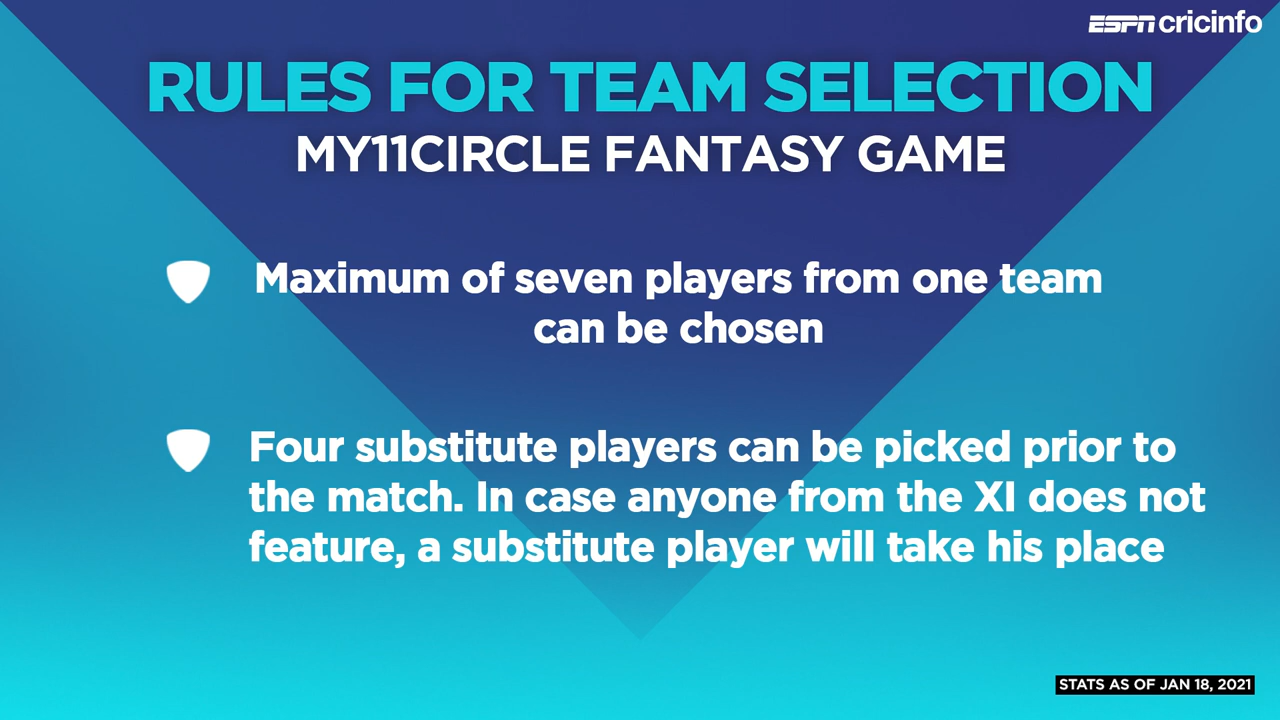 ESPN cricinfo
RULES FOR TEAM SELECTION
MY11CIRCLE FANTASY GAME
Maximum of seven players from one team
can be chosen
Four substitute players can be picked prior to
the match. In case anyone from the XI does not
feature, a substitute player will take his place
STATS AS OF JAN 18, 2021